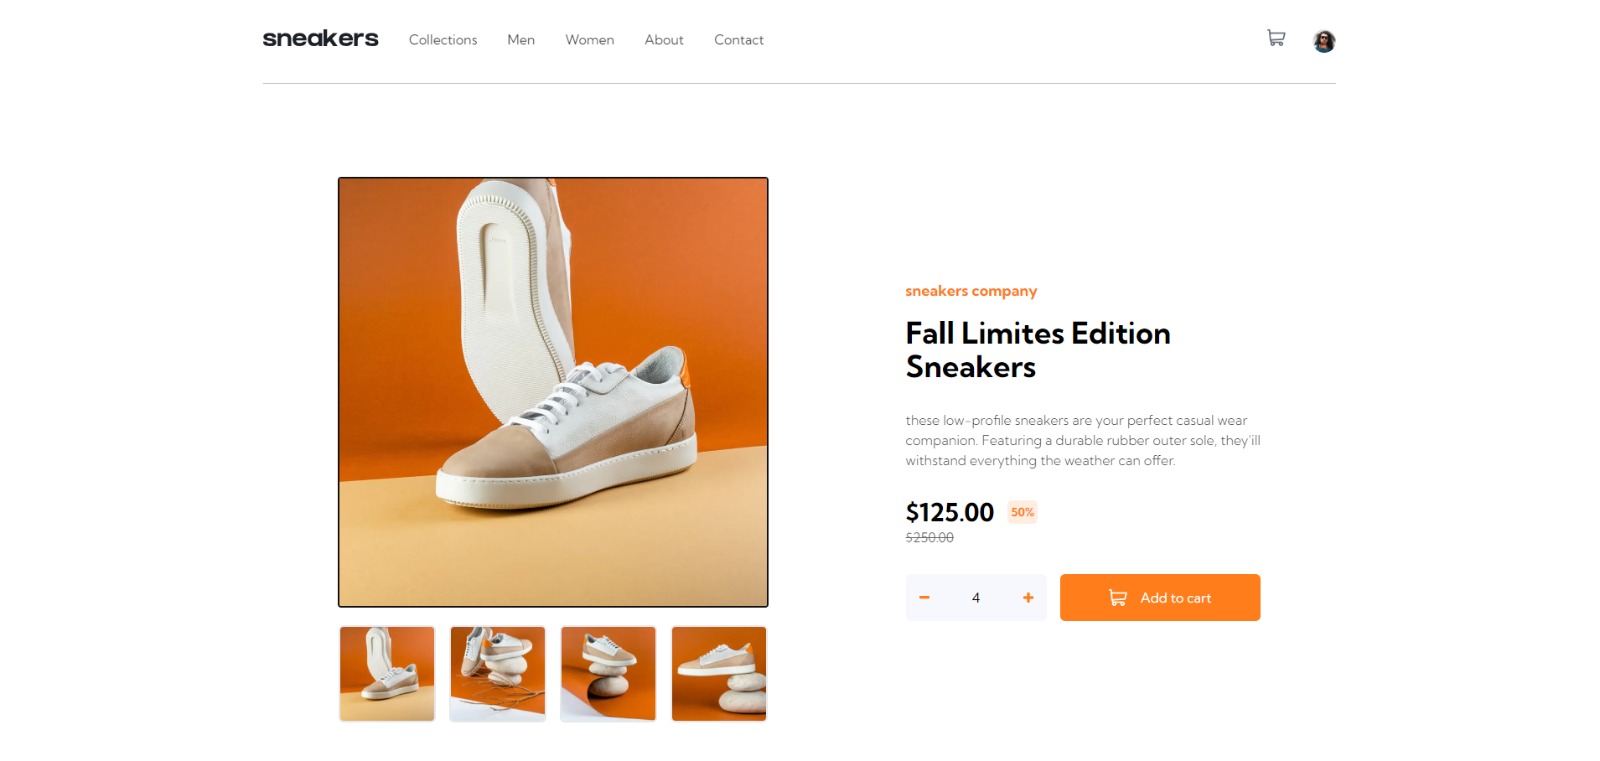 sneakers
Collections
Men
Women
About
Contact
sneakers company
Fall Limites Edition
Sneakers
these low-profile sneakers are your perfect casual wear
companion. Featuring a durable rubber outer sole, they'ill
withstand everything the weather can offer.
$125.00 50%
$250.00
− 4 + Add to cart